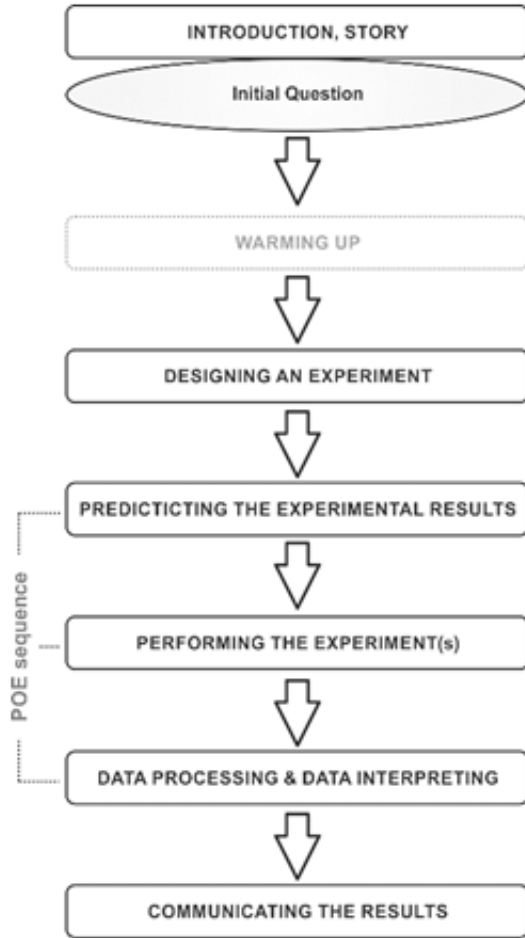 INTRODUCTION, STORY
Initial Question
WARMING UP
DESIGNING AN EXPERIMENT
PREDICTICTING THE EXPERIMENTAL RESULTS
POE sequence
PERFORMING THE EXPERIMENT(s)
DATA PROCESSING & DATA INTERPRETING
COMMUNICATING THE RESULTS